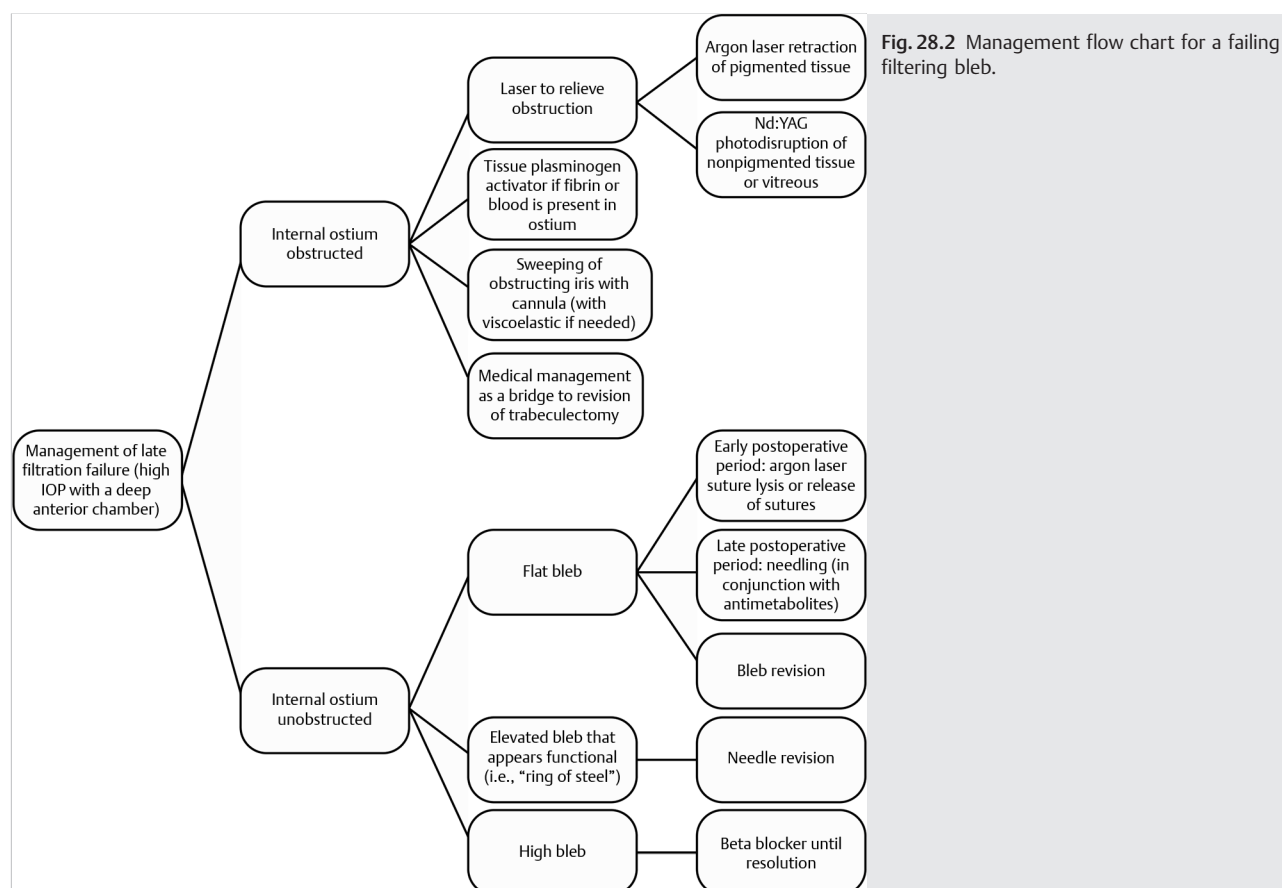 Fig. 28.2 Management flow chart for a failing
filtering bleb.
Management of late
filtration failure (high
IOP with a deep
anterior chamber)
Internal ostium
obstructed
Laser to relieve
obstruction
Argon laser retraction
of pigmented tissue
Nd:YAG
photodisruption of
nonpigmented tissue
or vitreous
Tissue plasminogen
activator if fibrin or
blood is present in
ostium
Sweeping of
obstructing iris with
cannula (with
viscoelastic if needed)
Medical management
as a bridge to revision
of trabeculectomy
Internal ostium
unobstructed
Flat bleb
Early postoperative
period: argon laser
suture lysis or release
of sutures
Late postoperative
period: needling (in
conjunction with
antimetabolites)
Bleb revision
Elevated bleb that
appears functional
(i.e., “ring of steel”)
Needle revision
High bleb
Beta blocker until
resolution